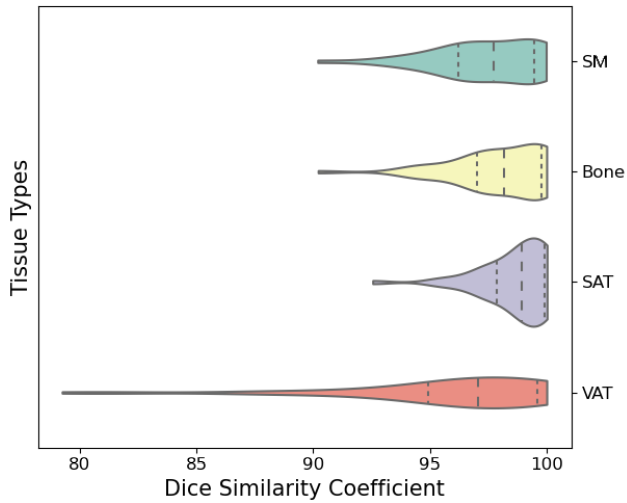 SM
Bone
SAT
VAT
Tissue Types
80 85 90 95 100
Dice Similarity Coefficient